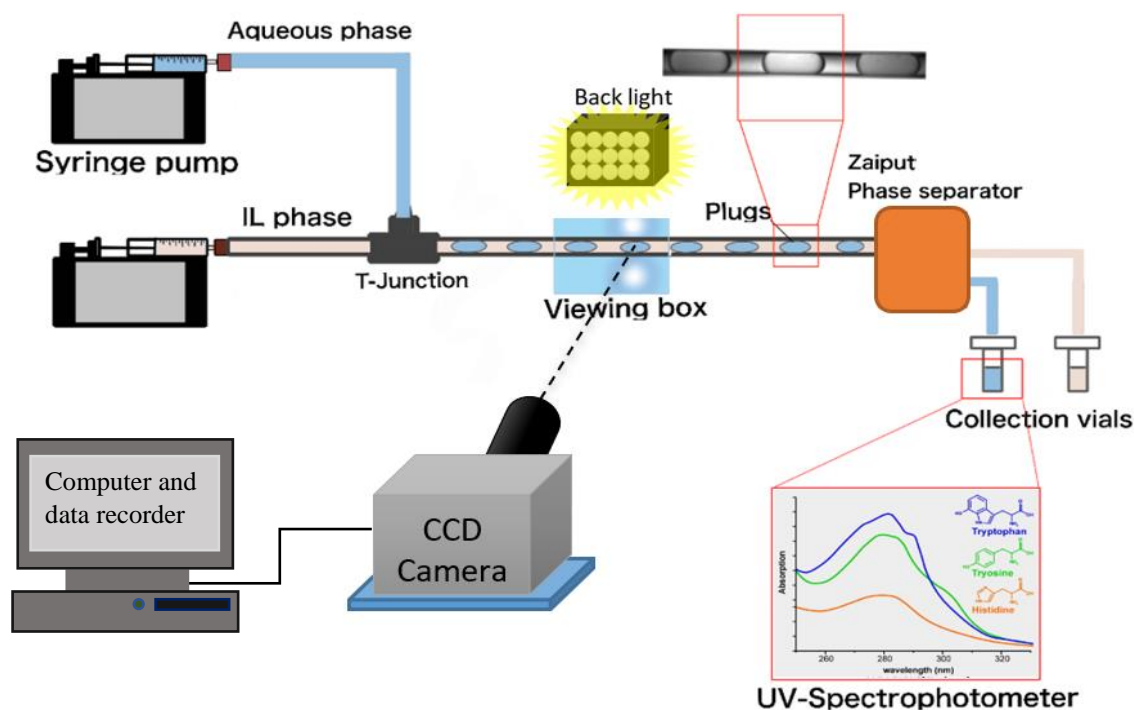 Aqueous phase
Back light
Syringe pump
Zaiput
Phase separator
IL phase
Plugs
T-Junction
Viewing box
Collection vials
Computer and
data recorder
CCD
Camera
Absorption
Tryptophan
Tryosine
Histidine
260
280
300
320
wavelength (nm)
UV-Spectrophotometer